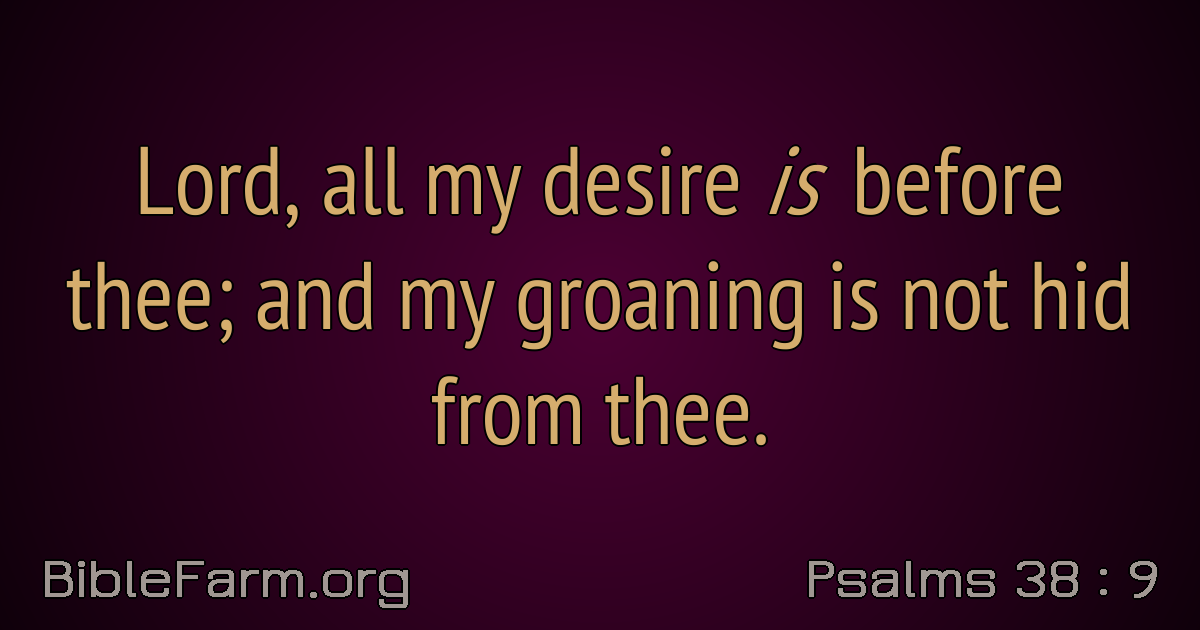 Lord, all my desire is before
thee; and my groaning is not hid
from thee.
BibleFarm.org
Psalms 38 : 9